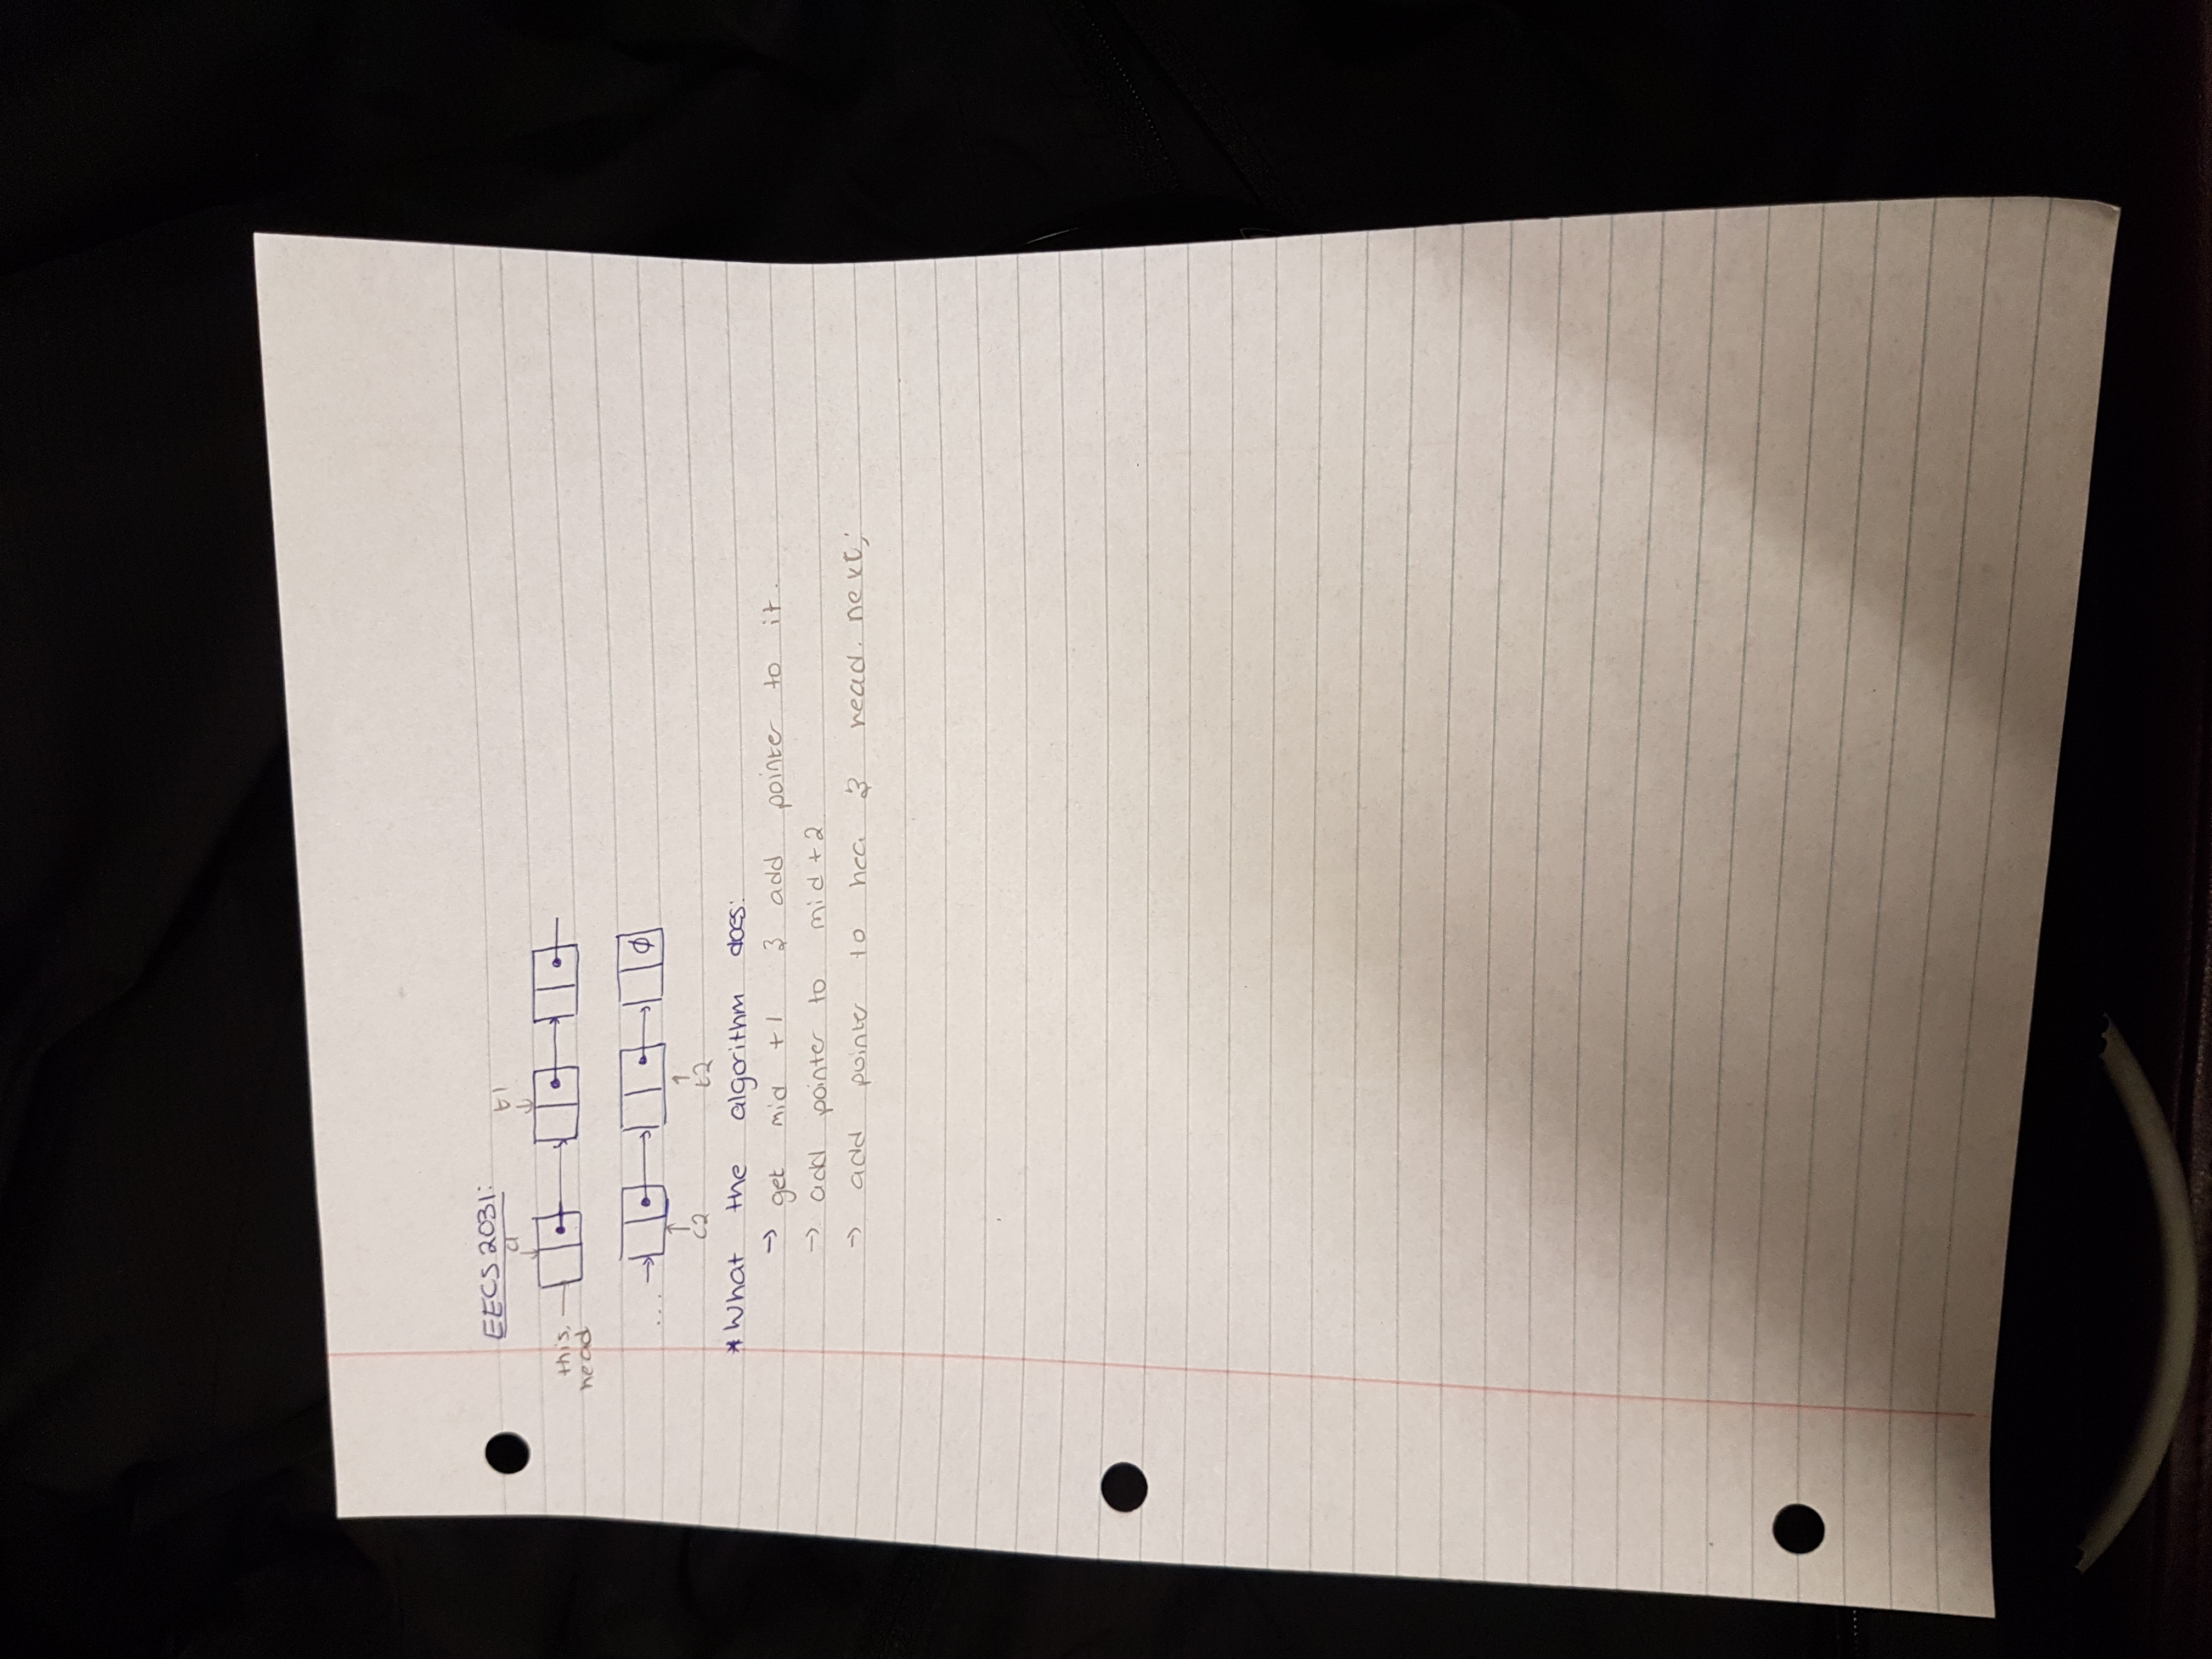 EECS 2031:
t1
this.
head
ϕ
...
c2 t2
* What the algorithm does:
→ get mid +1 & add pointer to it.
→ add pointer to mid +2
→ add pointer to hea & head. next;